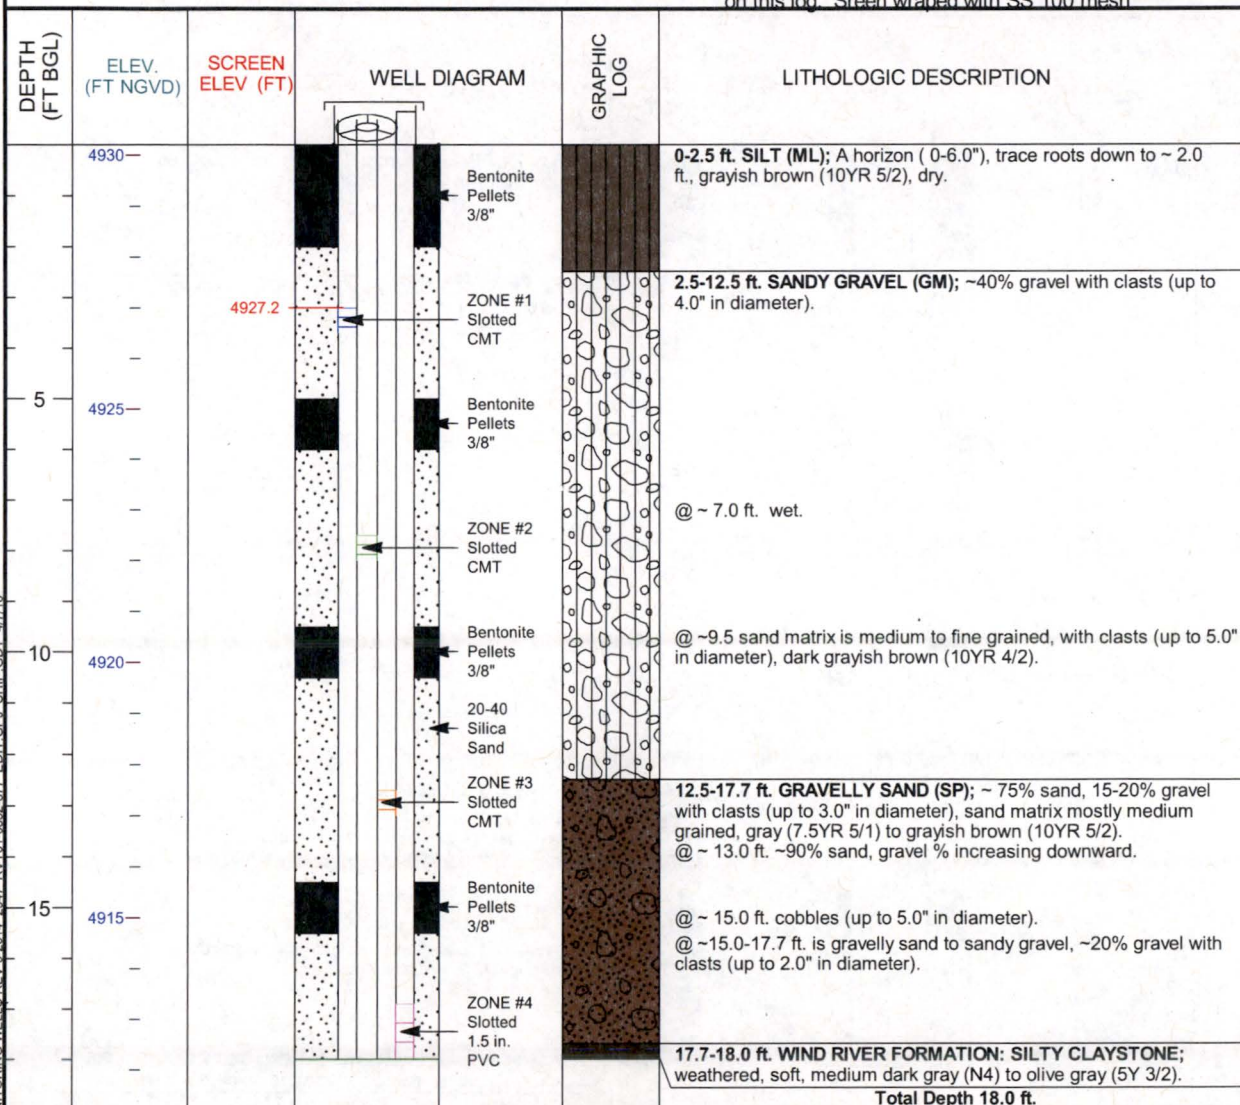 on this log. Sreen wraped with SS 100 mesh
DEPTH
(FT BGL)
ELEV.
(FT NGVD)
SCREEN
ELEV (FT)
WELL DIAGRAM
GRAPHIC
LOG
LITHOLOGIC DESCRIPTION
4930
Bentonite
Pellets
3/8"
0-2.5 ft. SILT (ML); A horizon ( 0-6.0"), trace roots down to ~ 2.0
ft., grayish brown (10YR 5/2), dry.
4927.2
ZONE #1
Slotted
CMT
2.5-12.5 ft. SANDY GRAVEL (GM); ~40% gravel with clasts (up to
4.0" in diameter).
5
4925
Bentonite
Pellets
3/8"
@ ~ 7.0 ft. wet.
ZONE #2
Slotted
CMT
10
4920
Bentonite
Pellets
3/8"
@ ~9.5 sand matrix is medium to fine grained, with clasts (up to 5.0"
in diameter), dark grayish brown (10YR 4/2).
20-40
Silica
Sand
ZONE #3
Slotted
CMT
12.5-17.7 ft. GRAVELLY SAND (SP); ~ 75% sand, 15-20% gravel
with clasts (up to 3.0" in diameter), sand matrix mostly medium
grained, gray (7.5YR 5/1) to grayish brown (10YR 5/2).
@ ~ 13.0 ft. ~90% sand, gravel % increasing downward.
15
4915
Bentonite
Pellets
3/8"
@ ~ 15.0 ft. cobbles (up to 5.0" in diameter).
@ ~15.0-17.7 ft. is gravelly sand to sandy gravel, ~20% gravel with
clasts (up to 2.0" in diameter).
ZONE #4
Slotted
1.5 in.
PVC
17.7-18.0 ft. WIND RIVER FORMATION: SILTY CLAYSTONE;
weathered, soft, medium dark gray (N4) to olive gray (5Y 3/2).
Total Depth 18.0 ft.